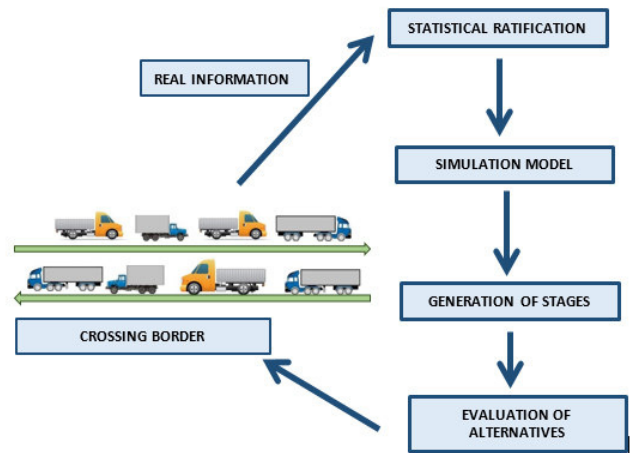 STATISTICAL RATIFICATION
REAL INFORMATION
SIMULATION MODEL
GENERATION OF STAGES
CROSSING BORDER
EVALUATION OF
ALTERNATIVES